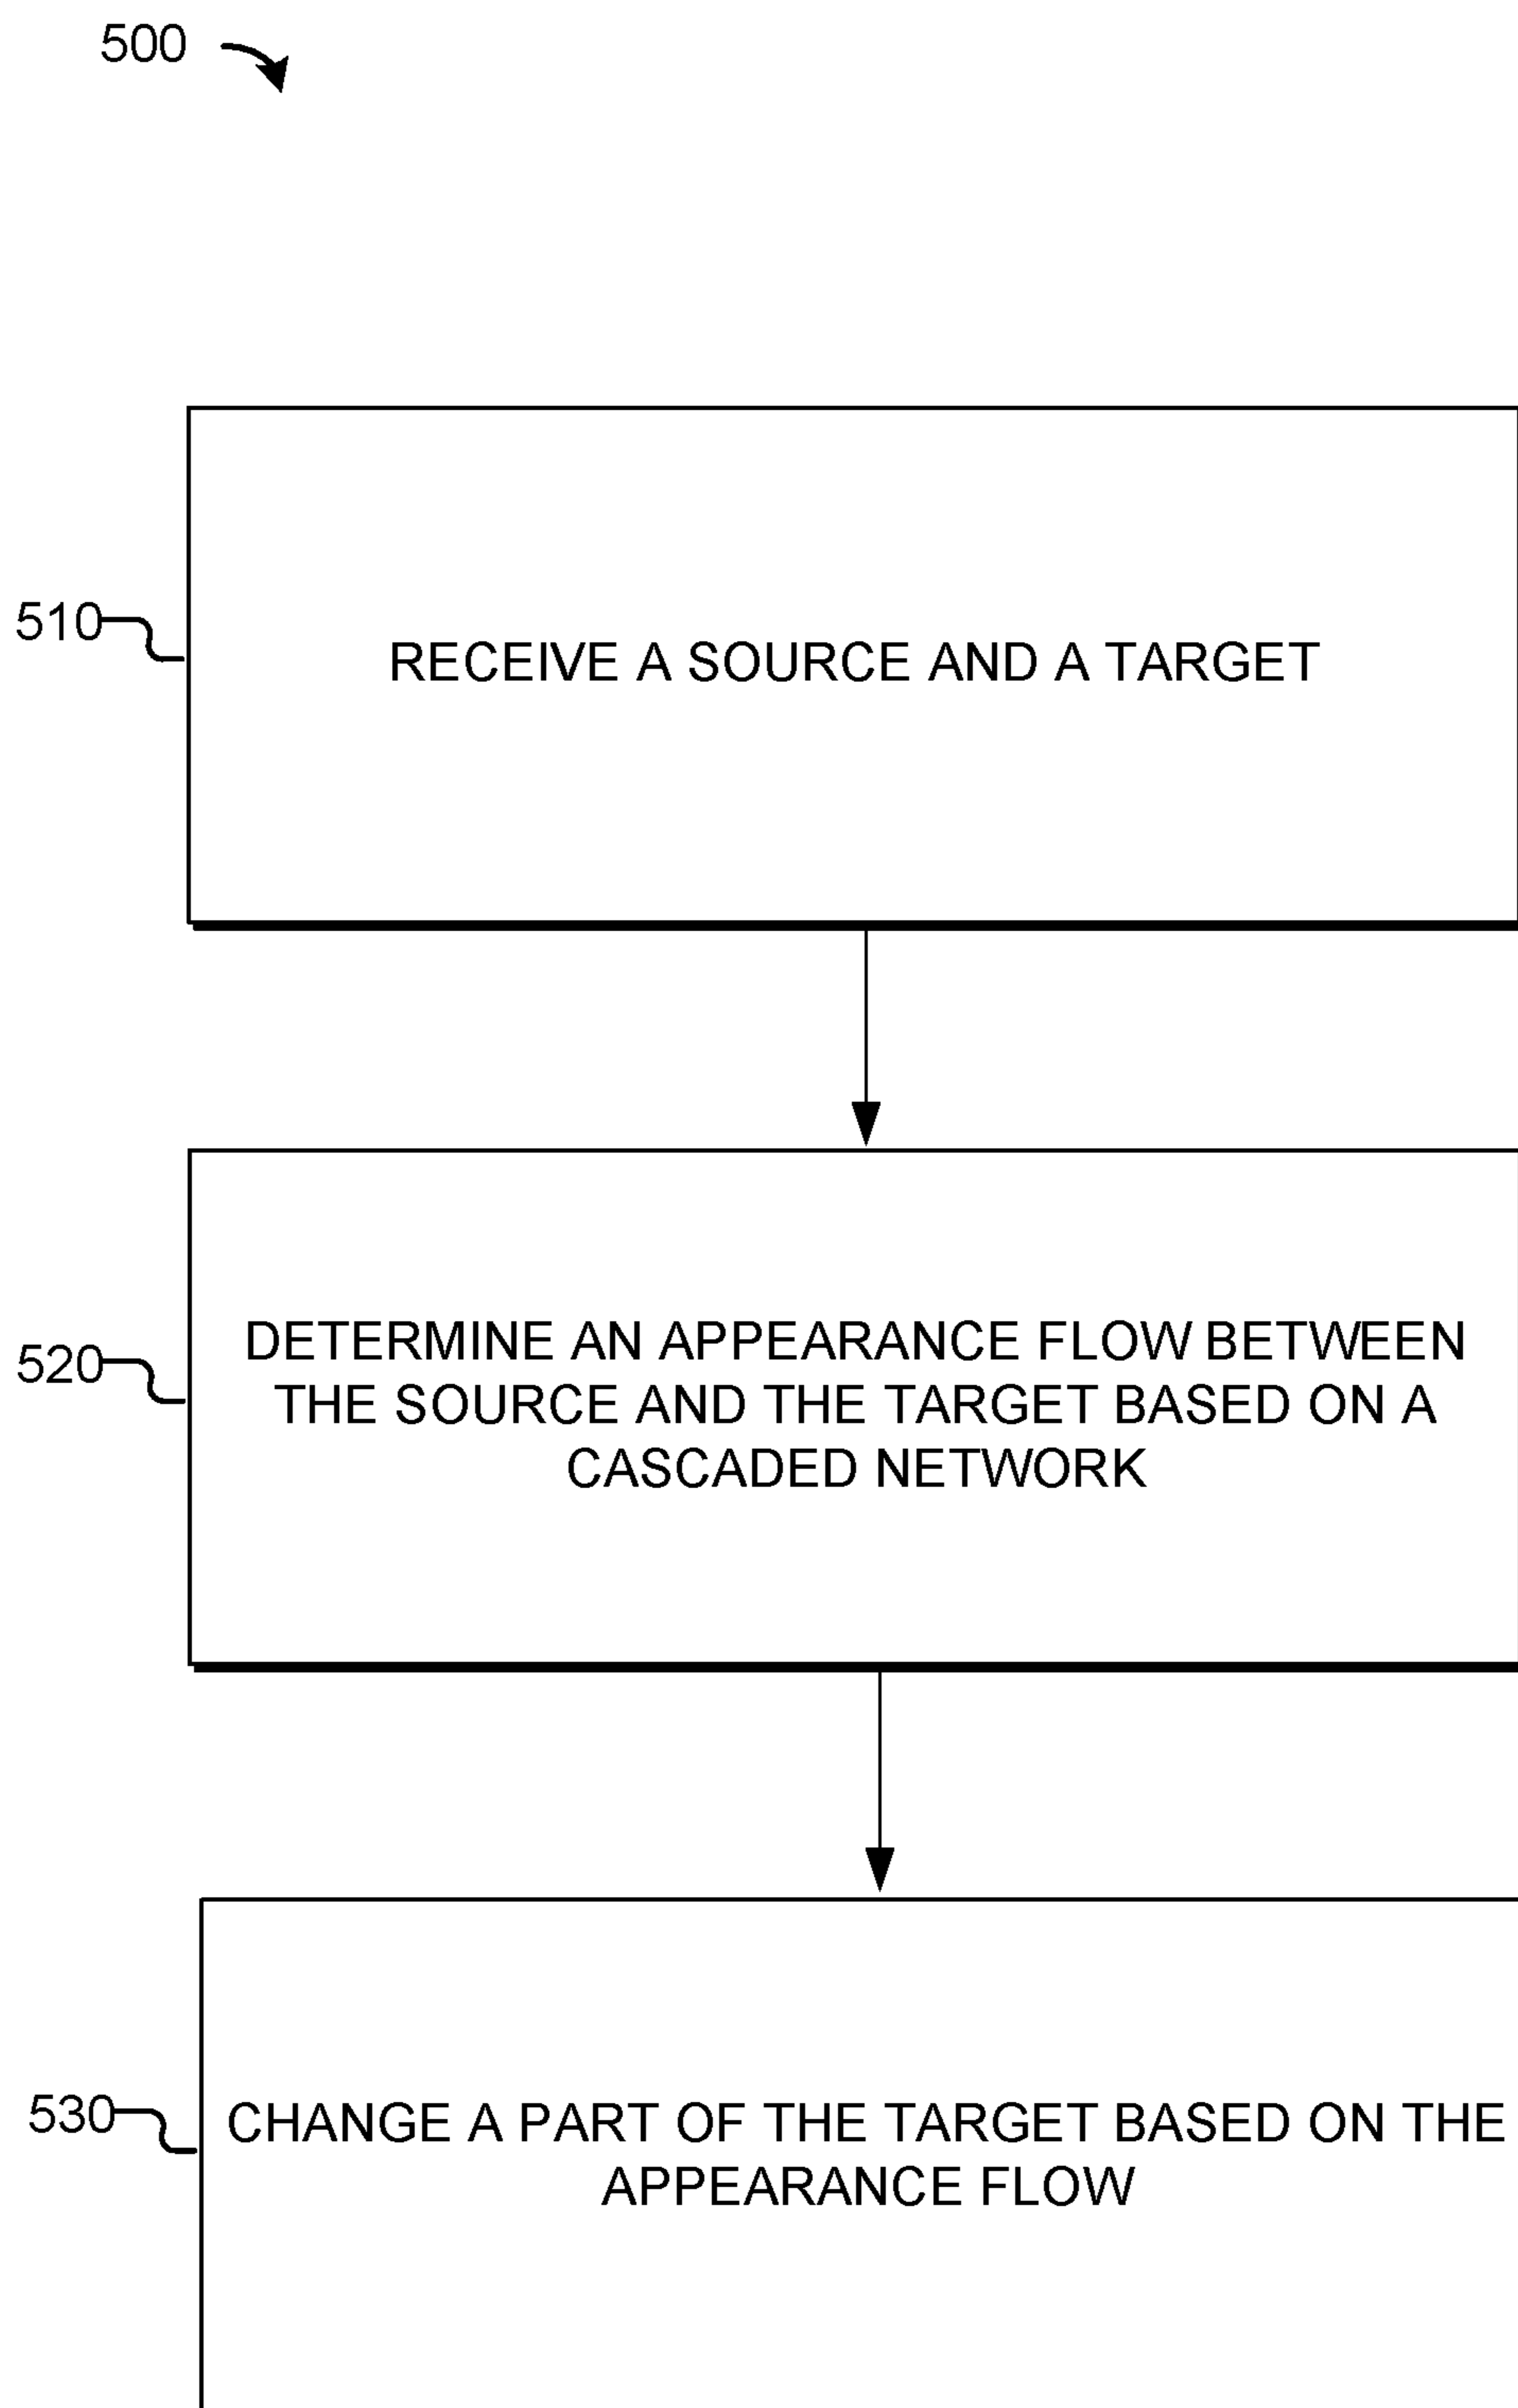 500
510
RECEIVE A SOURCE AND A TARGET
520
DETERMINE AN APPEARANCE FLOW BETWEEN
THE SOURCE AND THE TARGET BASED ON A
CASCADED NETWORK
530
CHANGE A PART OF THE TARGET BASED ON THE
APPEARANCE FLOW